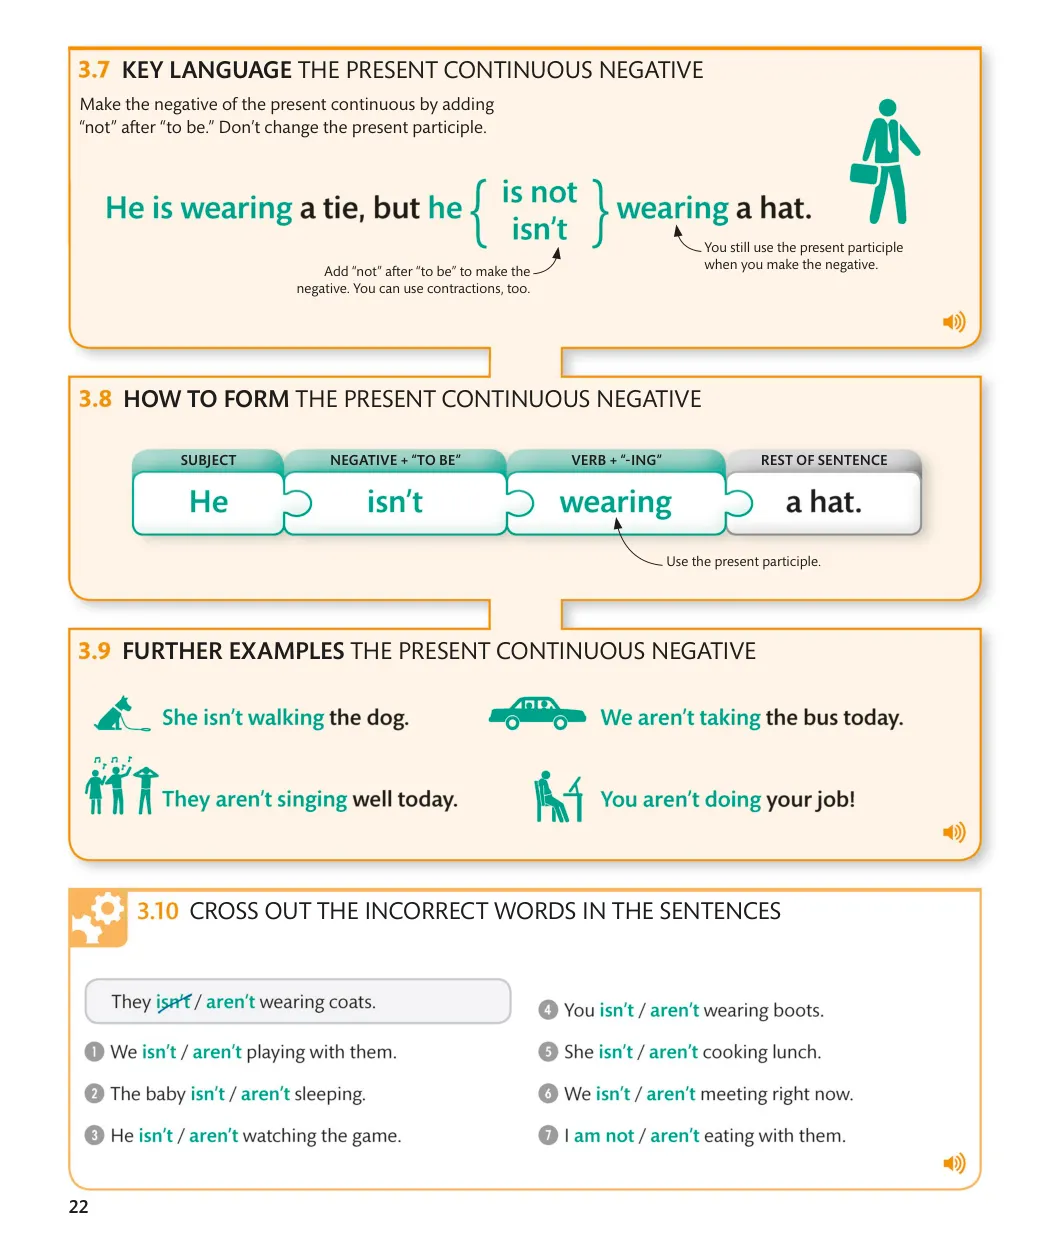 3.7 KEY LANGUAGE THE PRESENT CONTINUOUS NEGATIVE
Make the negative of the present continuous by adding
“not” after “to be.” Don’t change the present participle.
is not
He is wearing a tie, but he { } wearing a hat.
isn’t
You still use the present participle
when you make the negative.
Add “not” after “to be” to make the
negative. You can use contractions, too.
3.8 HOW TO FORM THE PRESENT CONTINUOUS NEGATIVE
SUBJECT NEGATIVE + “TO BE” VERB + “-ING” REST OF SENTENCE
He isn’t wearing a hat.
Use the present participle.
3.9 FURTHER EXAMPLES THE PRESENT CONTINUOUS NEGATIVE
She isn’t walking the dog.
We aren’t taking the bus today.
They aren’t singing well today.
You aren’t doing your job!
3.10 CROSS OUT THE INCORRECT WORDS IN THE SENTENCES
They isn’t / aren’t wearing coats.
1 We isn’t / aren’t playing with them.
2 The baby isn’t / aren’t sleeping.
3 He isn’t / aren’t watching the game.
4 You isn’t / aren’t wearing boots.
5 She isn’t / aren’t cooking lunch.
6 We isn’t / aren’t meeting right now.
7 I am not / aren’t eating with them.
22